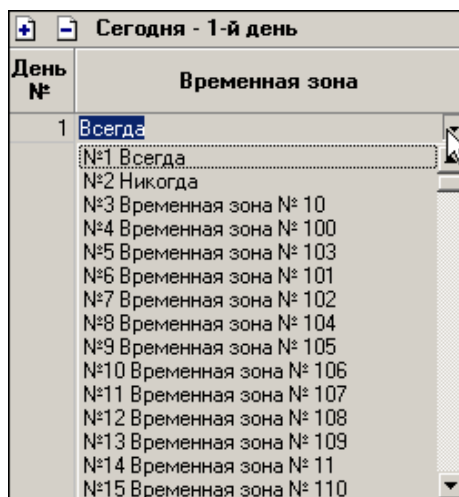 Сегодня - 1-й день
День №
Временная зона
1 Всегда
№1 Всегда
№2 Никогда
№3 Временная зона № 10
№4 Временная зона № 100
№5 Временная зона № 103
№6 Временная зона № 101
№7 Временная зона № 102
№8 Временная зона № 104
№9 Временная зона № 105
№10 Временная зона № 106
№11 Временная зона № 107
№12 Временная зона № 108
№13 Временная зона № 109
№14 Временная зона № 11
№15 Временная зона № 110